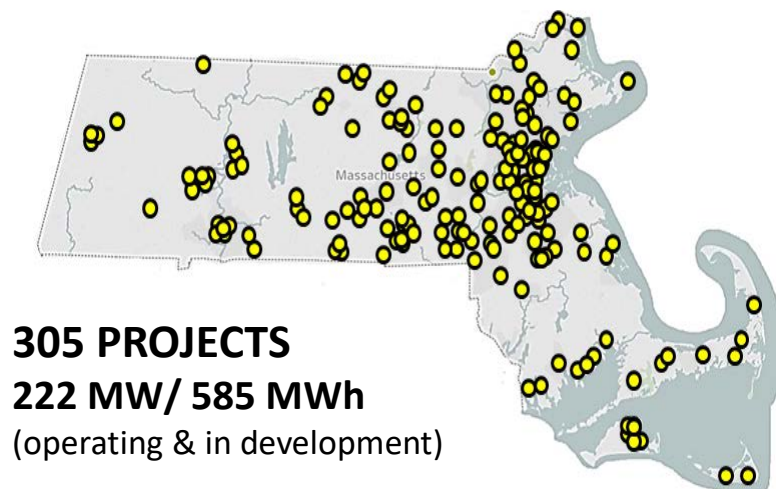 Massachusetts
305 PROJECTS
222 MW/ 585 MWh
(operating & in development)